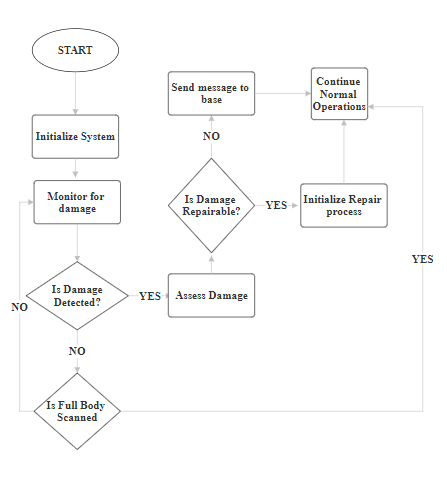 START
Initialize System
Monitor for
damage
Is Damage
Detected?
NO
YES
Assess Damage
NO
Is Full Body
Scanned
Is Damage
Repairable?
NO
Send message to
base
YES
Initialize Repair
process
Continue
Normal
Operations
YES